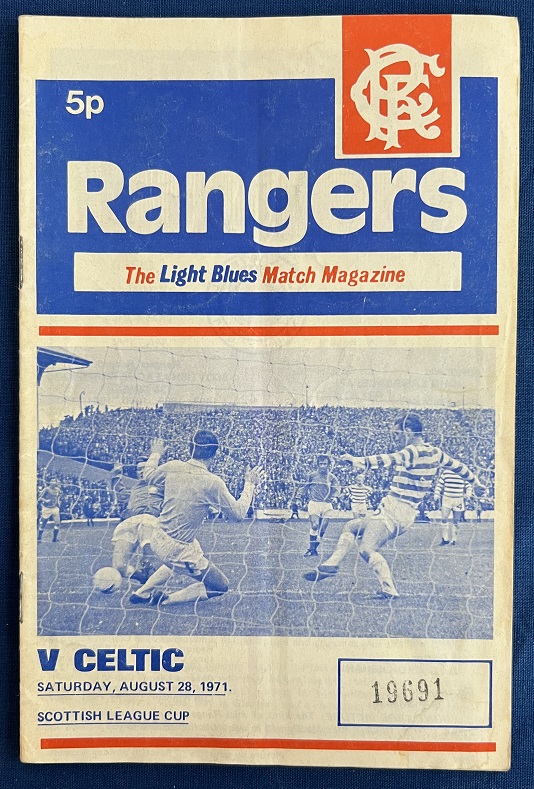 5p
RFC
Rangers
The Light Blues Match Magazine
V CELTIC
SATURDAY, AUGUST 28, 1971.
SCOTTISH LEAGUE CUP
19691